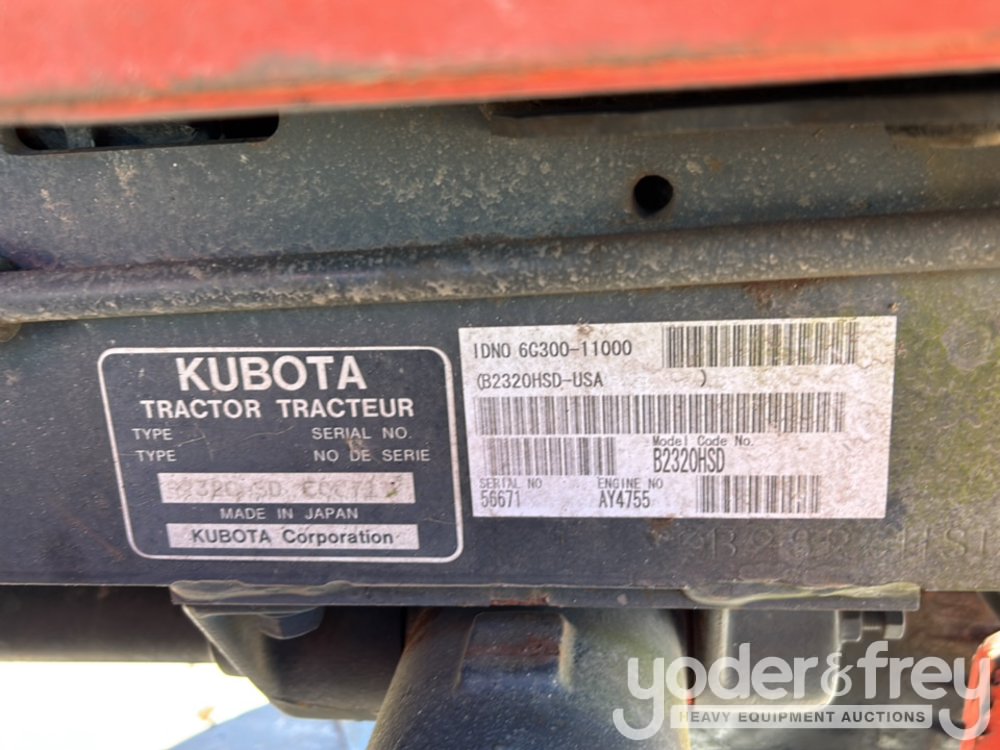 KUBOTA
TRACTOR TRACTEUR
TYPE SERIAL NO.
TYPE NO DE SERIE
MADE IN JAPAN
KUBOTA Corporation
IDNO 6G300-11000
(B2320HSD-USA )
Model Code No.
B2320HSD
SERIAL NO ENGINE NO
56671 AY4755
yoder&frey
HEAVY EQUIPMENT AUCTIONS